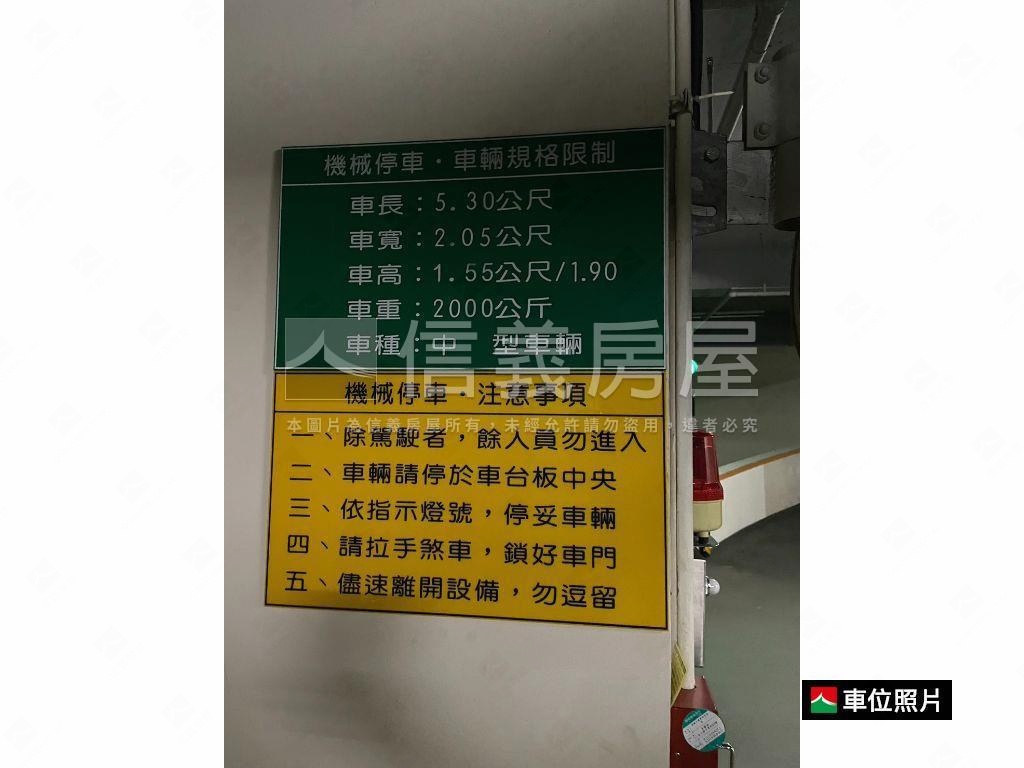 機械停車・車輛規格限制
車長：5.30公尺
車寬：2.05公尺
車高：1.55公尺/1.90
車重：2000公斤
車種：中 型車輛
信義房屋
機械停車・注意事項
本圖片為信義房屋所有，未經允許請勿盜用，違者必究
一、除駕駛者，餘人員勿進入
二、車輛請停於車台板中央
三、依指示燈號，停妥車輛
四、請拉手煞車，鎖好車門
五、儘速離開設備，勿逗留
車位照片